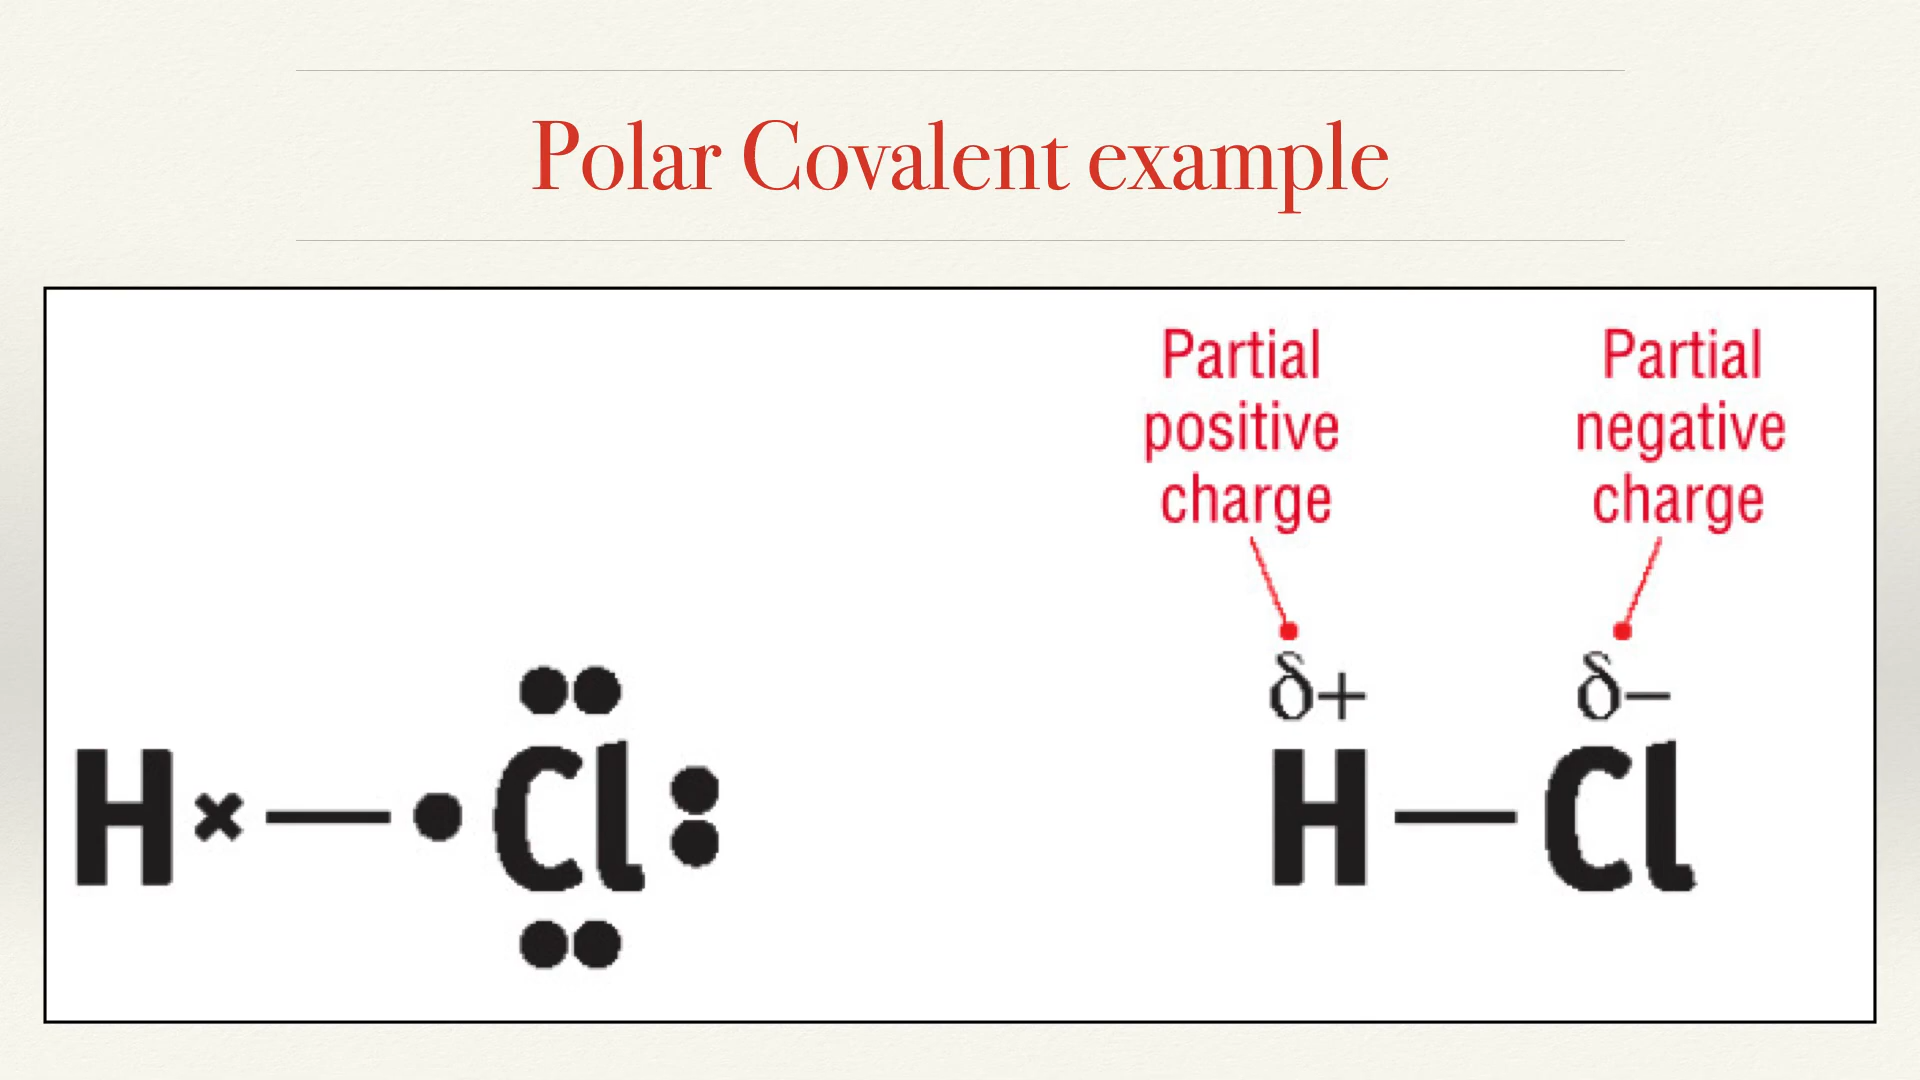 Polar Covalent example
Partial
positive
charge
Partial
negative
charge
δ+
δ−
H×—•Cl
H—Cl